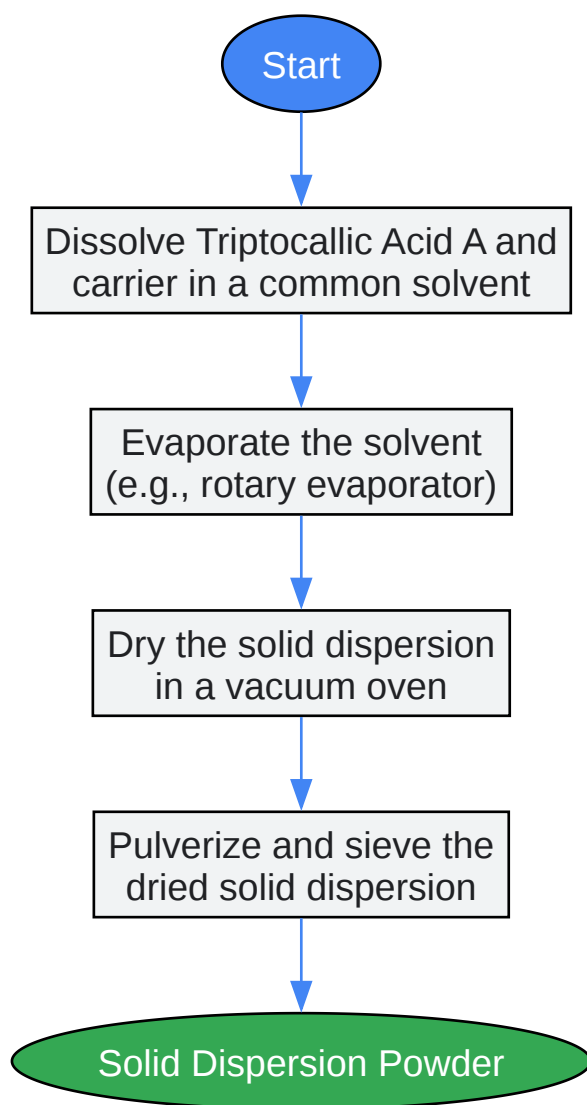 Start
Dissolve Triptocallic Acid A and
carrier in a common solvent
Evaporate the solvent
(e.g., rotary evaporator)
Dry the solid dispersion
in a vacuum oven
Pulverize and sieve the
dried solid dispersion
Solid Dispersion Powder